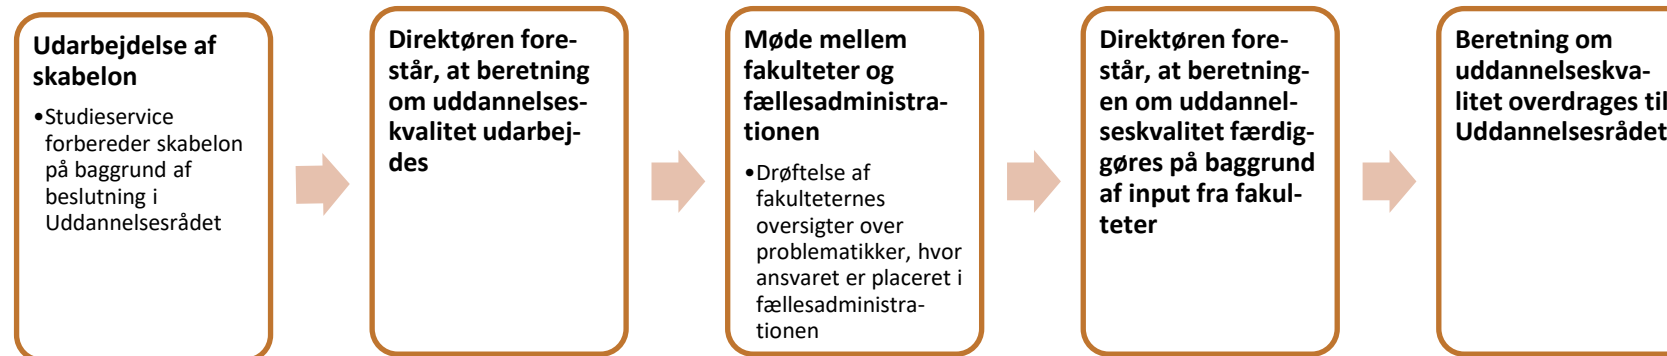 Udarbejdelse af
skabelon
•Studieservice
forbereder skabelon
på baggrund af
beslutning i
Uddannelsesrådet
Direktøren fore-
står, at beretning
om uddannelses-
kvalitet udarbej-
des
Møde mellem
fakulteter og
fællesadministra-
tionen
•Drøftelse af
fakulteternes
oversigter over
problematikker, hvor
ansvaret er placeret i
fællesadministra-
tionen
Direktøren fore-
står, at beretning-
en om uddannel-
seskvalitet færdig-
gøres på baggrund
af input fra fakul-
teter
Beretning om
uddannelseskva-
litet overdrages til
Uddannelsesrådet